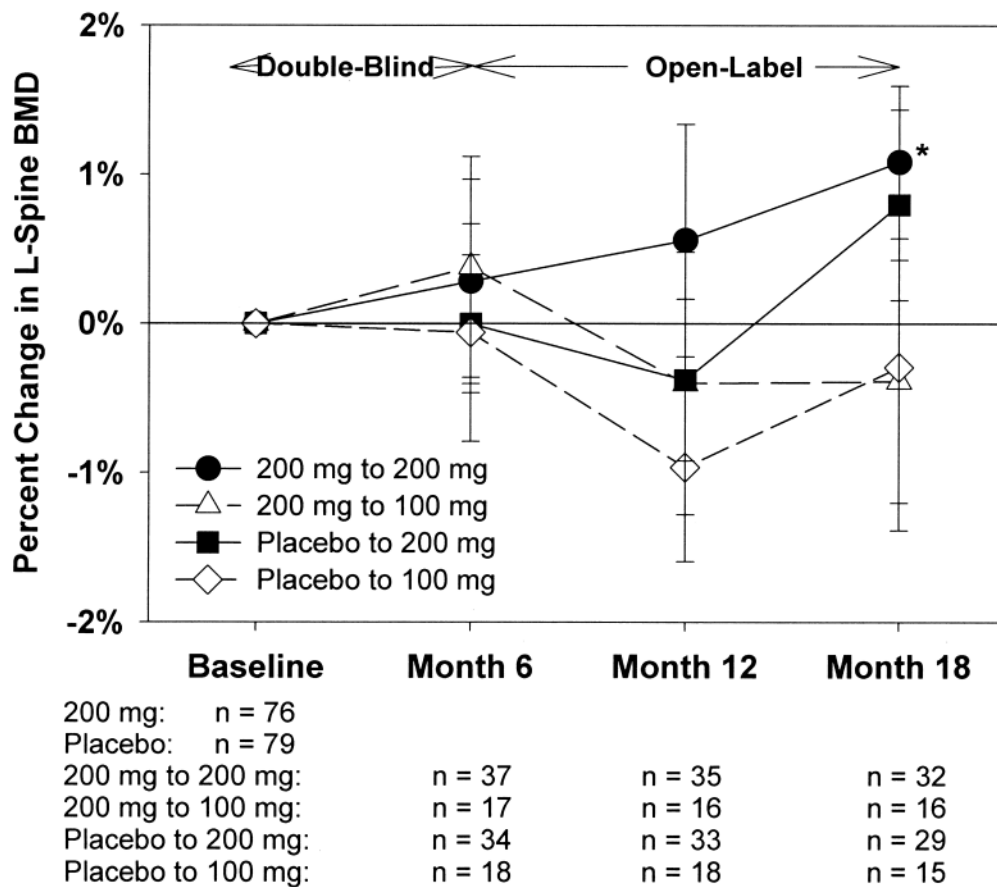 2%
Double-Blind Open-Label
1%
*
0%
-1%
-2%
Percent Change in L-Spine BMD
200 mg to 200 mg
200 mg to 100 mg
Placebo to 200 mg
Placebo to 100 mg
Baseline Month 6 Month 12 Month 18
200 mg: n = 76
Placebo: n = 79
200 mg to 200 mg: n = 37 n = 35 n = 32
200 mg to 100 mg: n = 17 n = 16 n = 16
Placebo to 200 mg: n = 34 n = 33 n = 29
Placebo to 100 mg: n = 18 n = 18 n = 15